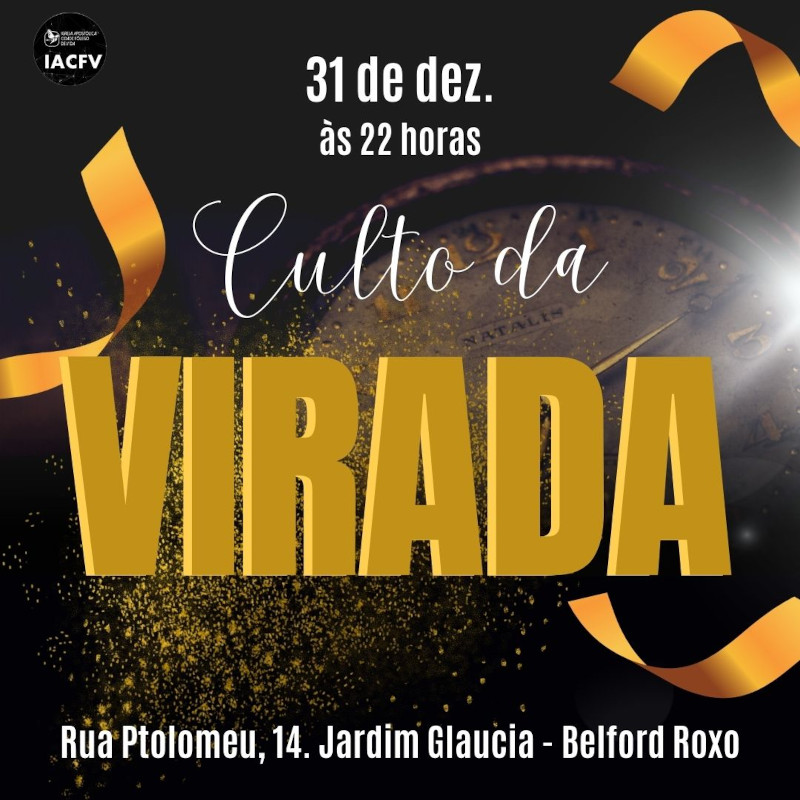 IACFV
31 de dez.
às 22 horas
Culto da
NATALIS
VIRADA
Rua Ptolomeu, 14. Jardim Glaucia - Belford Roxo